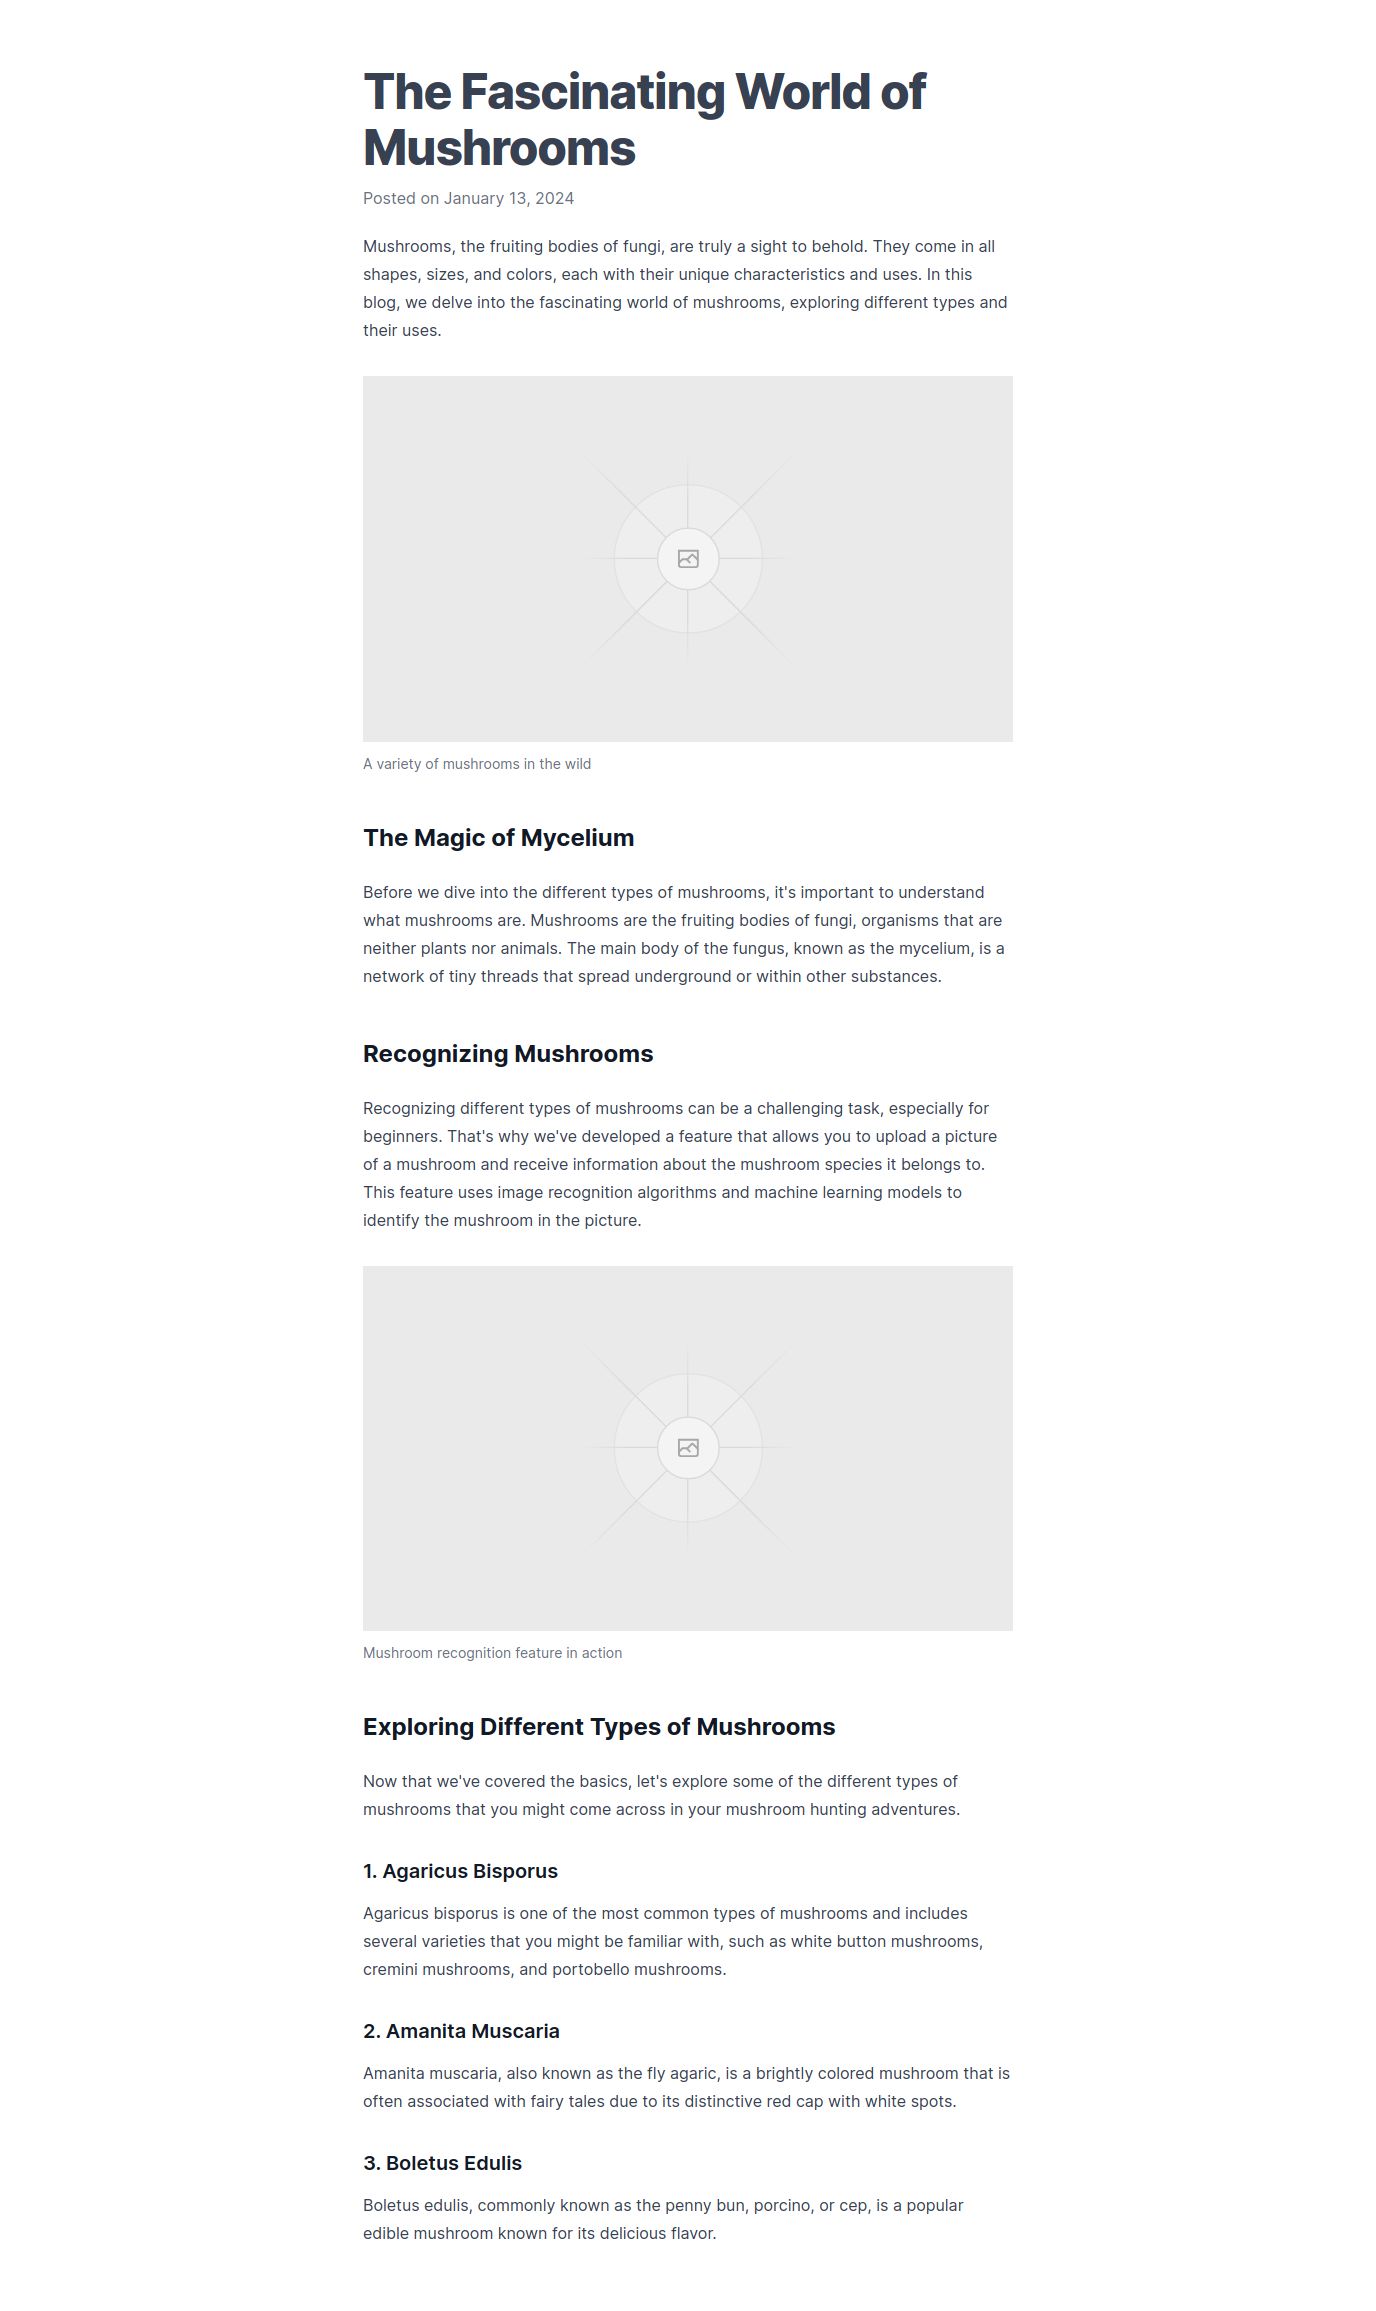 The Fascinating World of
Mushrooms
Posted on January 13, 2024
Mushrooms, the fruiting bodies of fungi, are truly a sight to behold. They come in all
shapes, sizes, and colors, each with their unique characteristics and uses. In this
blog, we delve into the fascinating world of mushrooms, exploring different types and
their uses.
A variety of mushrooms in the wild
The Magic of Mycelium
Before we dive into the different types of mushrooms, it's important to understand
what mushrooms are. Mushrooms are the fruiting bodies of fungi, organisms that are
neither plants nor animals. The main body of the fungus, known as the mycelium, is a
network of tiny threads that spread underground or within other substances.
Recognizing Mushrooms
Recognizing different types of mushrooms can be a challenging task, especially for
beginners. That's why we've developed a feature that allows you to upload a picture
of a mushroom and receive information about the mushroom species it belongs to.
This feature uses image recognition algorithms and machine learning models to
identify the mushroom in the picture.
Mushroom recognition feature in action
Exploring Different Types of Mushrooms
Now that we've covered the basics, let's explore some of the different types of
mushrooms that you might come across in your mushroom hunting adventures.
1. Agaricus Bisporus
Agaricus bisporus is one of the most common types of mushrooms and includes
several varieties that you might be familiar with, such as white button mushrooms,
cremini mushrooms, and portobello mushrooms.
2. Amanita Muscaria
Amanita muscaria, also known as the fly agaric, is a brightly colored mushroom that is
often associated with fairy tales due to its distinctive red cap with white spots.
3. Boletus Edulis
Boletus edulis, commonly known as the penny bun, porcino, or cep, is a popular
edible mushroom known for its delicious flavor.